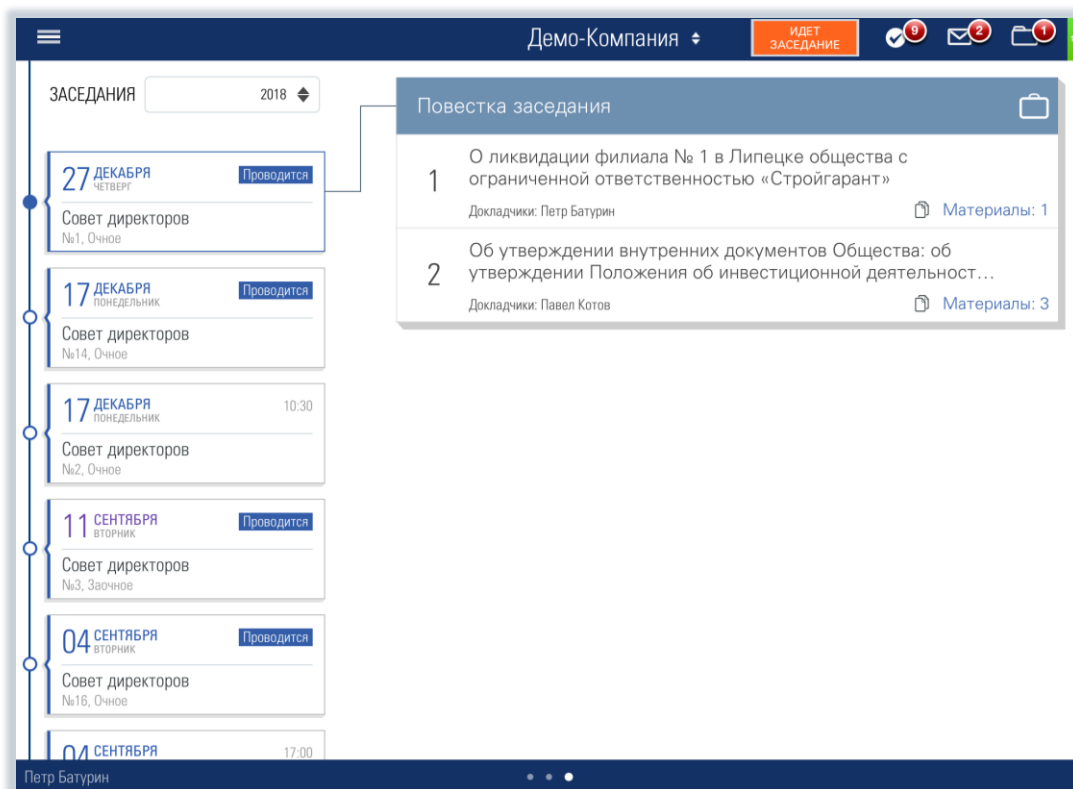 Демо-Компания
ИДЕТ
ЗАСЕДАНИЕ
9
2
1
ЗАСЕДАНИЯ
2018
27 ДЕКАБРЯ
ЧЕТВЕРГ
Проводится
Совет директоров
№1, Очное
17 ДЕКАБРЯ
ПОНЕДЕЛЬНИК
Проводится
Совет директоров
№14, Очное
17 ДЕКАБРЯ
ПОНЕДЕЛЬНИК
10:30
Совет директоров
№2, Очное
11 СЕНТЯБРЯ
ВТОРНИК
Проводится
Совет директоров
№3, Заочное
04 СЕНТЯБРЯ
ВТОРНИК
Проводится
Совет директоров
№16, Очное
04 СЕНТЯБРЯ
17:00
Повестка заседания
1
О ликвидации филиала № 1 в Липецке общества с
ограниченной ответственностью «Стройгарант»
Докладчики: Петр Батурин
Материалы: 1
2
Об утверждении внутренних документов Общества: об
утверждении Положения об инвестиционной деятельност...
Докладчики: Павел Котов
Материалы: 3
Петр Батурин